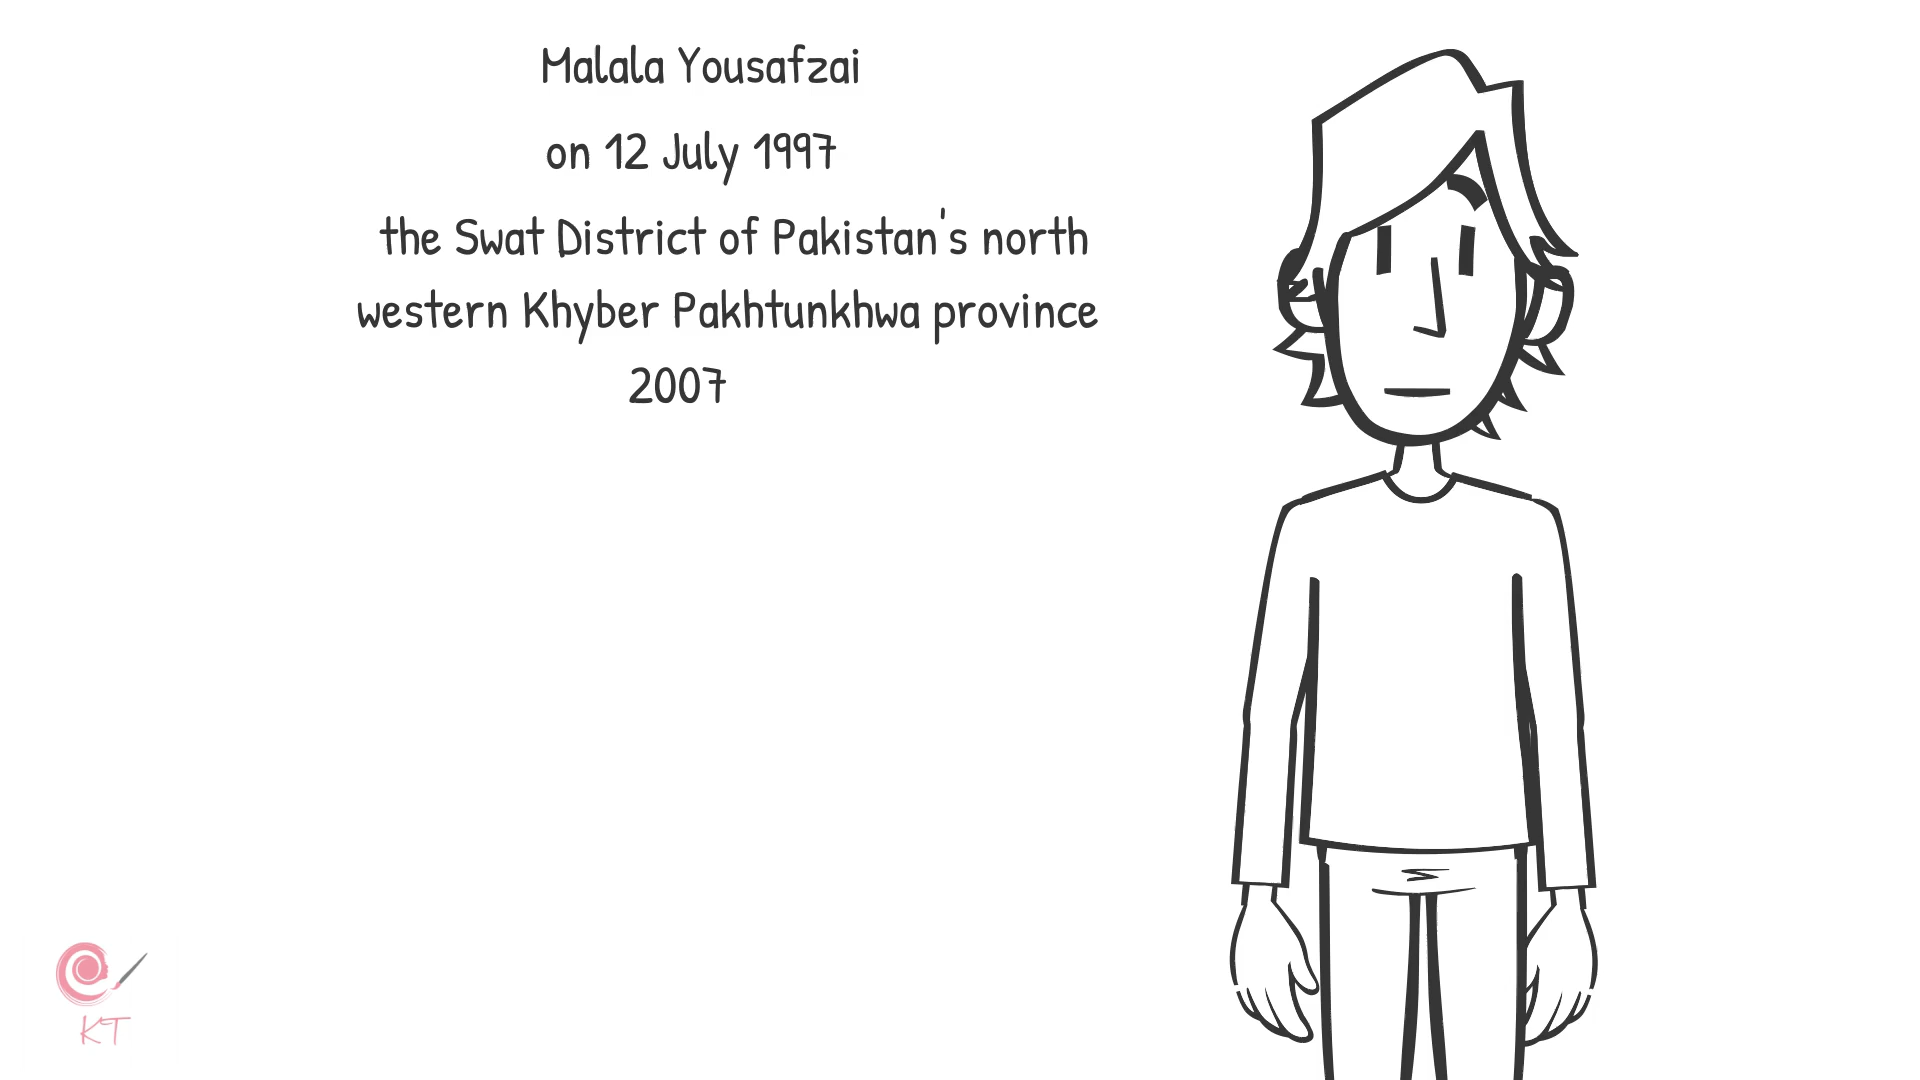 Malala Yousafzai
on 12 July 1997
the Swat District of Pakistan's north
western Khyber Pakhtunkhwa province
2007
KT